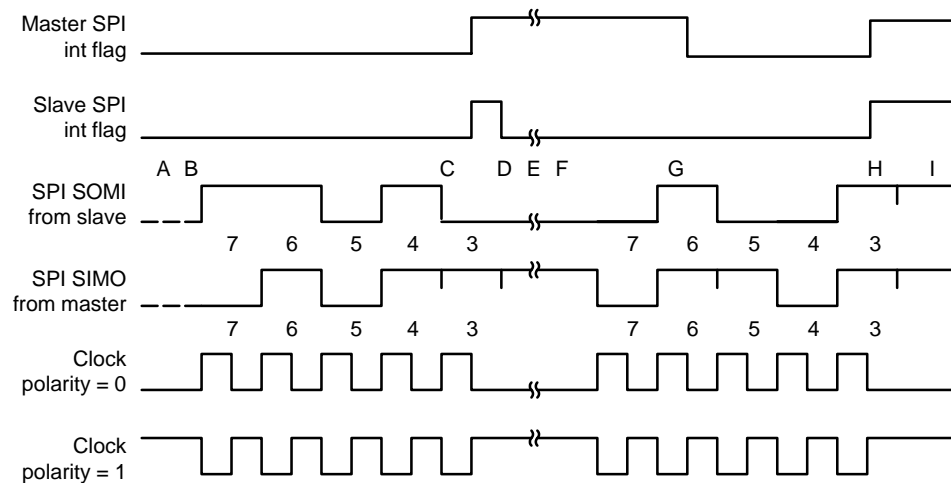 Master SPI
int flag
Slave SPI
int flag
A B C D E F G H I
SPI SOMI
from slave
7 6 5 4 3 7 6 5 4 3
SPI SIMO
from master
7 6 5 4 3 7 6 5 4 3
Clock
polarity = 0
Clock
polarity = 1